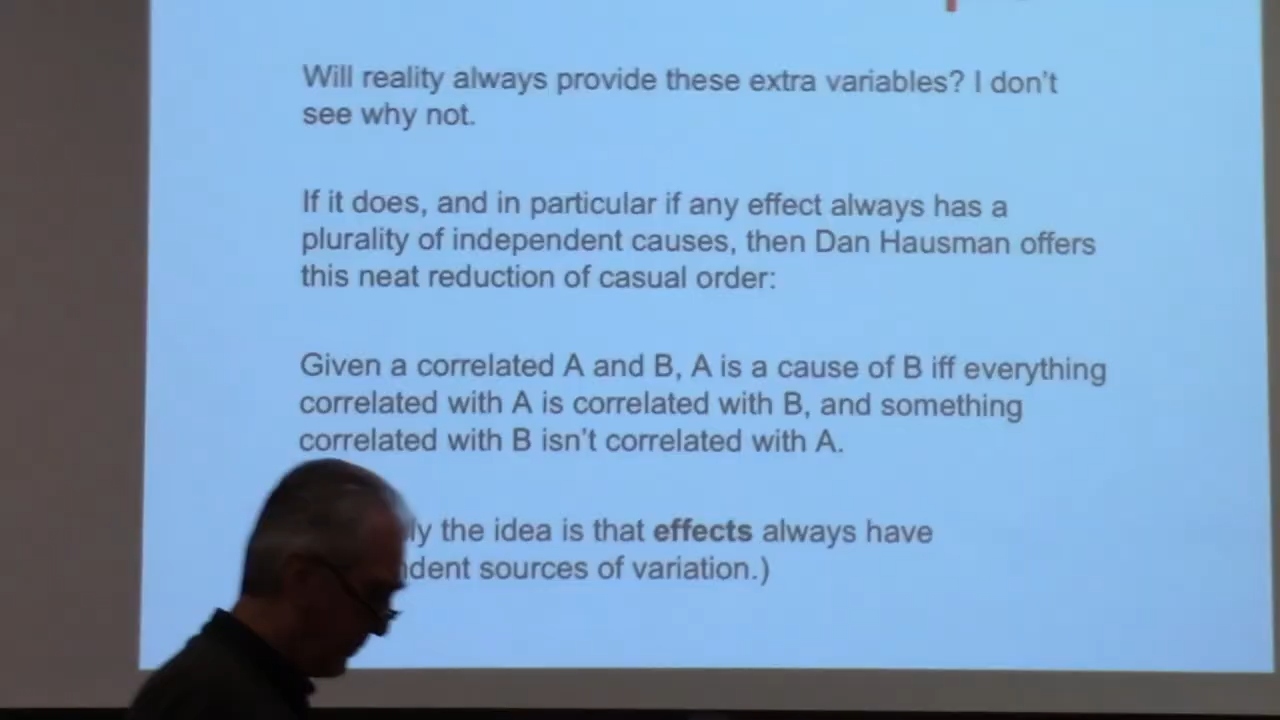 Will reality always provide these extra variables? I don't
see why not.
If it does, and in particular if any effect always has a
plurality of independent causes, then Dan Hausman offers
this neat reduction of casual order:
Given a correlated A and B, A is a cause of B iff everything
correlated with A is correlated with B, and something
correlated with B isn't correlated with A.
the idea is that effects always have
sources of variation.)